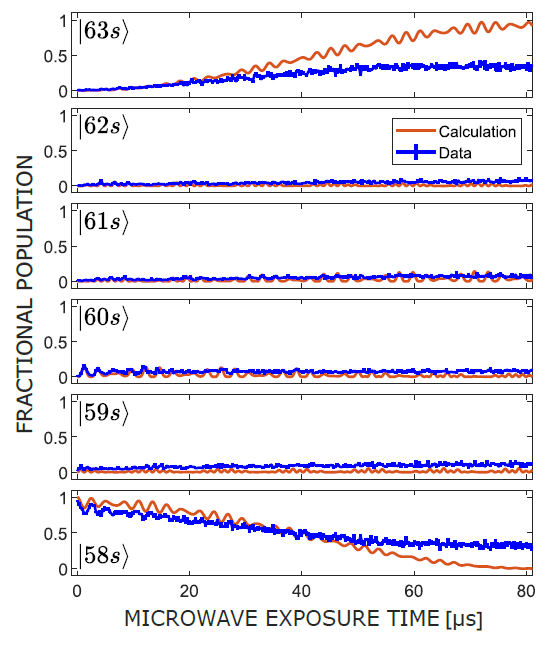 |63s⟩
1
0.5
0
|62s⟩
1
0.5
0
Calculation
Data
|61s⟩
1
0.5
0
|60s⟩
1
0.5
0
|59s⟩
1
0.5
0
|58s⟩
1
0.5
0
0 20 40 60 80
FRACTIONAL POPULATION
MICROWAVE EXPOSURE TIME [μs]